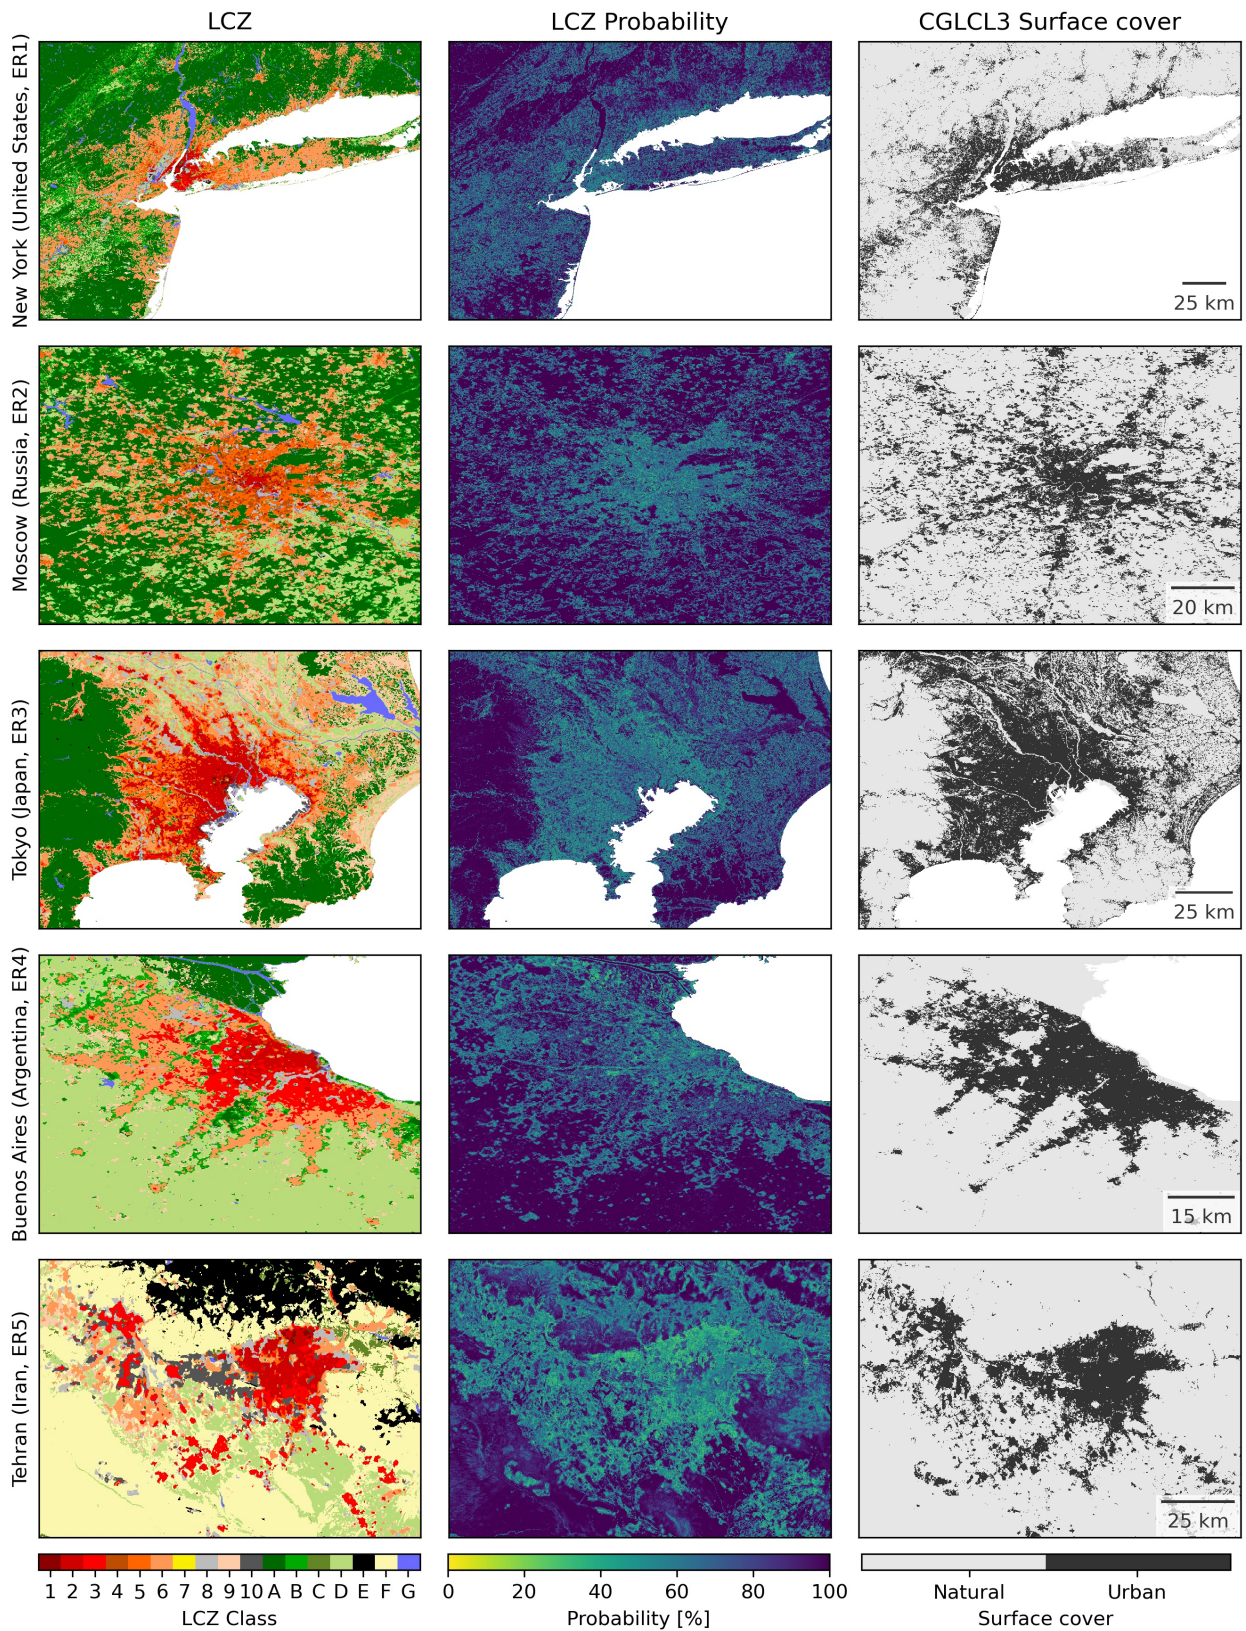 LCZ
LCZ Probability
CGLCL3 Surface cover
New York (United States, ER1)
25 km
Moscow (Russia, ER2)
20 km
Tokyo (Japan, ER3)
25 km
Buenos Aires (Argentina, ER4)
15 km
Tehran (Iran, ER5)
25 km
1 2 3 4 5 6 7 8 9 10 A B C D E F G
LCZ Class
0 20 40 60 80 100
Probability [%]
Natural Urban
Surface cover